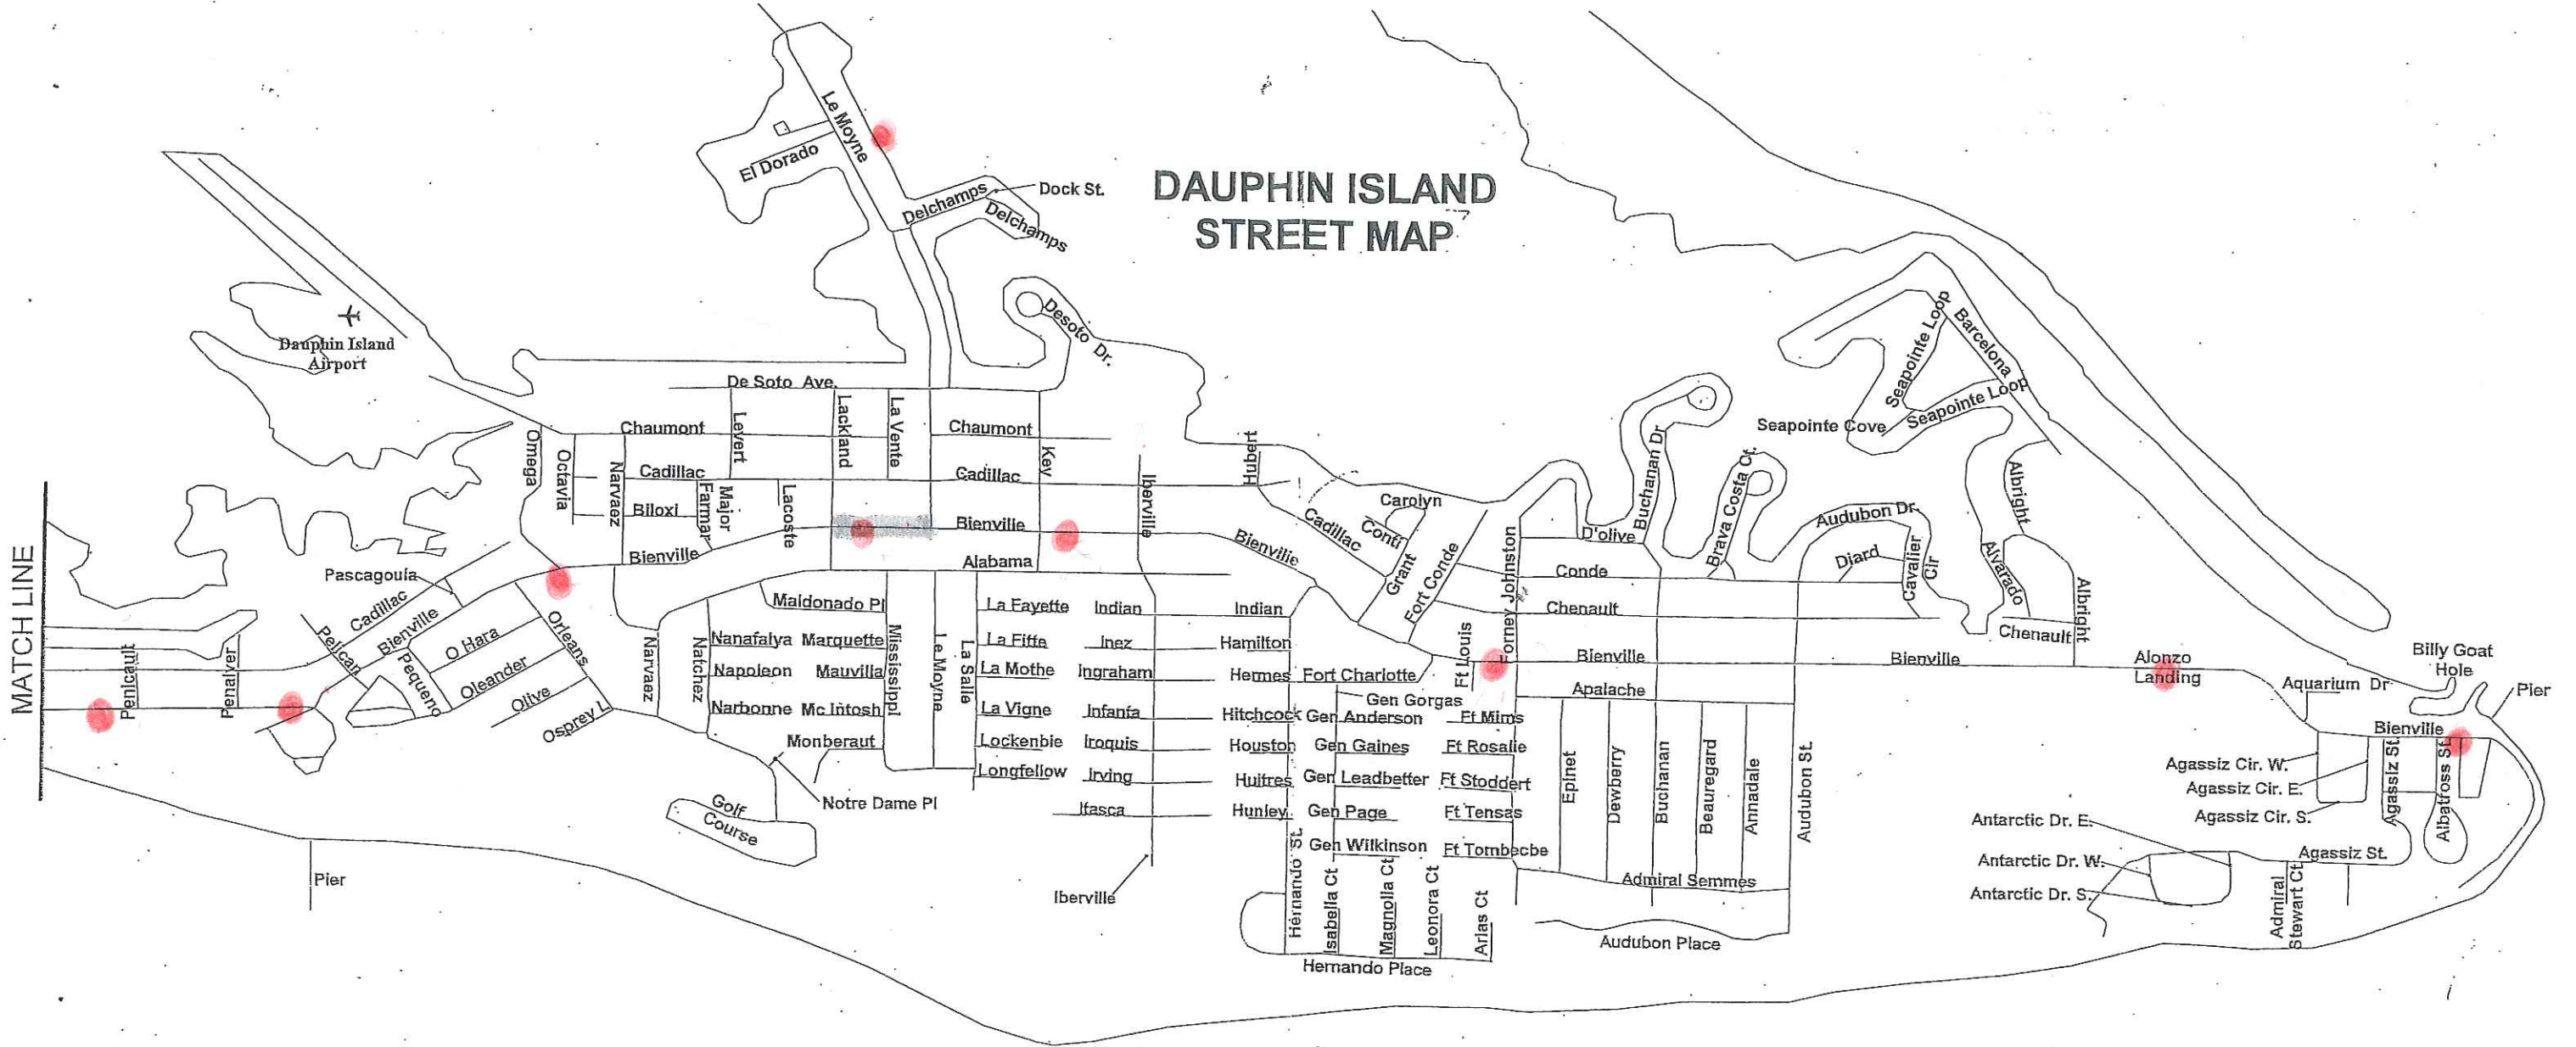 DAUPHIN ISLAND
STREET MAP
Le Moyne
El Dorado
Delchamps
Dock St.
Delchamps
Desoto Dr.
Dauphin Island
Airport
De Soto Ave.
Chaumont
Levert
Lackland
La Vente
Chaumont
Key
Omega
Octavia
Narvaez
Cadillac
Biloxi
Farmar
Major
Lacoste
Cadillac
Bienville
Bienville
Alabama
Iberville
Hubert
Bienville
Cadillac
Carolyn
Conti
Grant
Fort Conde
Forney Johnston
Ft Louis
D'olive
Buchanan Dr
Brava Costa Ct.
Audubon Dr.
Diard
Cavalier
Cir
Conde
Chenault
Seapointe Loop
Barcelona
Seapointe Loop
Seapointe Cove
Albright
Alvarado
Albright
Chenault
MATCH LINE
Pascagoula
Cadillac
Bienville
Pelican
Penicault
Penalver
Pequeno
O Hara
Oleander
Olive
Orleans
Osprey L
Narvaez
Natchez
Maldonado Pl
Nanafalya
Marquette
Napoleon
Mauvilla
Narbonne
Mc Intosh
Monberaut
Notre Dame Pl
Golf
Course
Pier
Mississippi
Le Moyne
La Salle
La Fayette
Indian
Indian
La Fitte
Inez
Hamilton
La Mothe
Ingraham
Hermes
Fort Charlotte
Gen Gorgas
La Vigne
Infanta
Hitchcock
Gen Anderson
Ft Mims
Lockenbie
Iroquis
Houston
Gen Gaines
Ft Rosalie
Longfellow
Irving
Huitres
Gen Leadbetter
Ft Stoddert
Itasca
Hunley
Gen Page
Ft Tensas
Gen Wilkinson
Ft Tombecbe
Iberville
Hernando St.
Isabella Ct
Magnolia Ct
Leonora Ct
Arias Ct
Hernando Place
Bienville
Bienville
Apalache
Epinet
Dewberry
Buchanan
Beauregard
Annadale
Audubon St.
Admiral Semmes
Audubon Place
Alonzo
Landing
Aquarium Dr
Billy Goat
Hole
Pier
Bienville
Agassiz Cir. W.
Agassiz Cir. E.
Agassiz Cir. S.
Agassiz St.
Albatross St.
Antarctic Dr. E.
Antarctic Dr. W.
Antarctic Dr. S.
Agassiz St.
Admiral
Stewart Ct